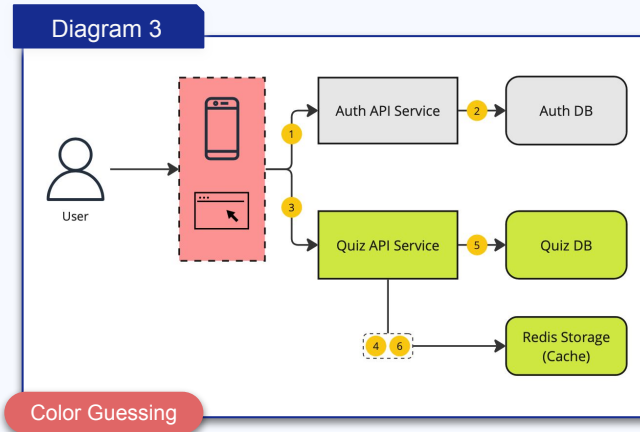 Diagram 3
User
1
Auth API Service
2
Auth DB
3
Quiz API Service
5
Quiz DB
4 6
Redis Storage
(Cache)
Color Guessing